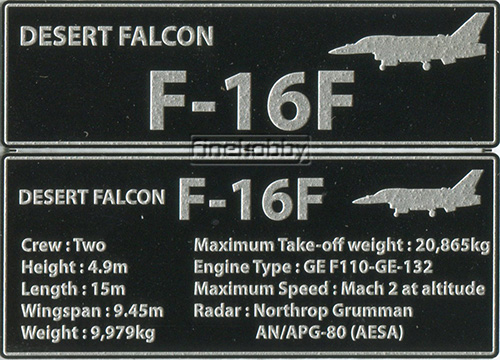 DESERT FALCON
F-16F
finehobby
DESERT FALCON F-16F
Crew : Two
Height : 4.9m
Length : 15m
Wingspan : 9.45m
Weight : 9,979kg
Maximum Take-off weight : 20,865kg
Engine Type : GE F110-GE-132
Maximum Speed : Mach 2 at altitude
Radar : Northrop Grumman
AN/APG-80 (AESA)